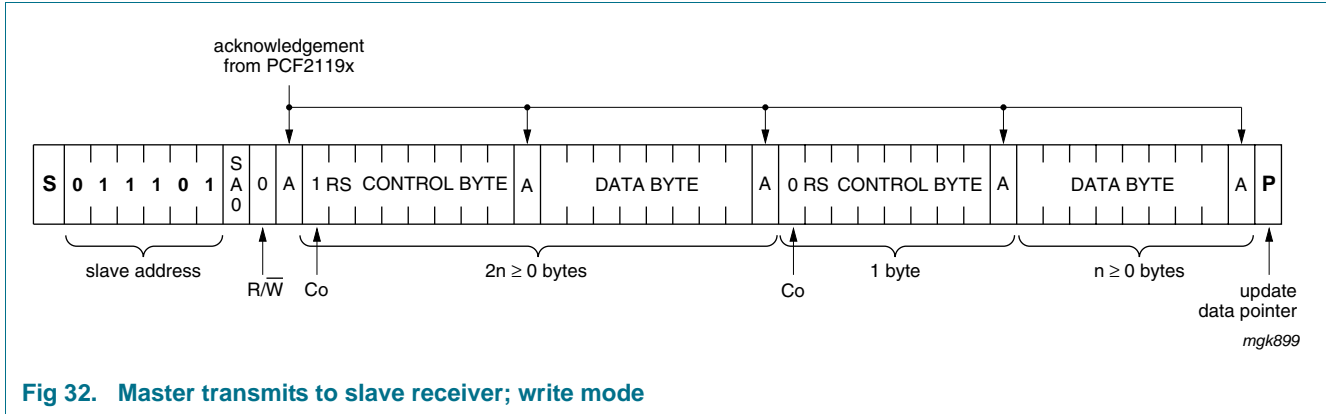 acknowledgement
from PCF2119x
S 0 1 1 1 0 1 S A 0 0 A 1 RS CONTROL BYTE A DATA BYTE A 0 RS CONTROL BYTE A DATA BYTE A P
slave address
2n ≥ 0 bytes
1 byte
n ≥ 0 bytes
R/W̅
Co
Co
update
data pointer
mgk899
Fig 32. Master transmits to slave receiver; write mode